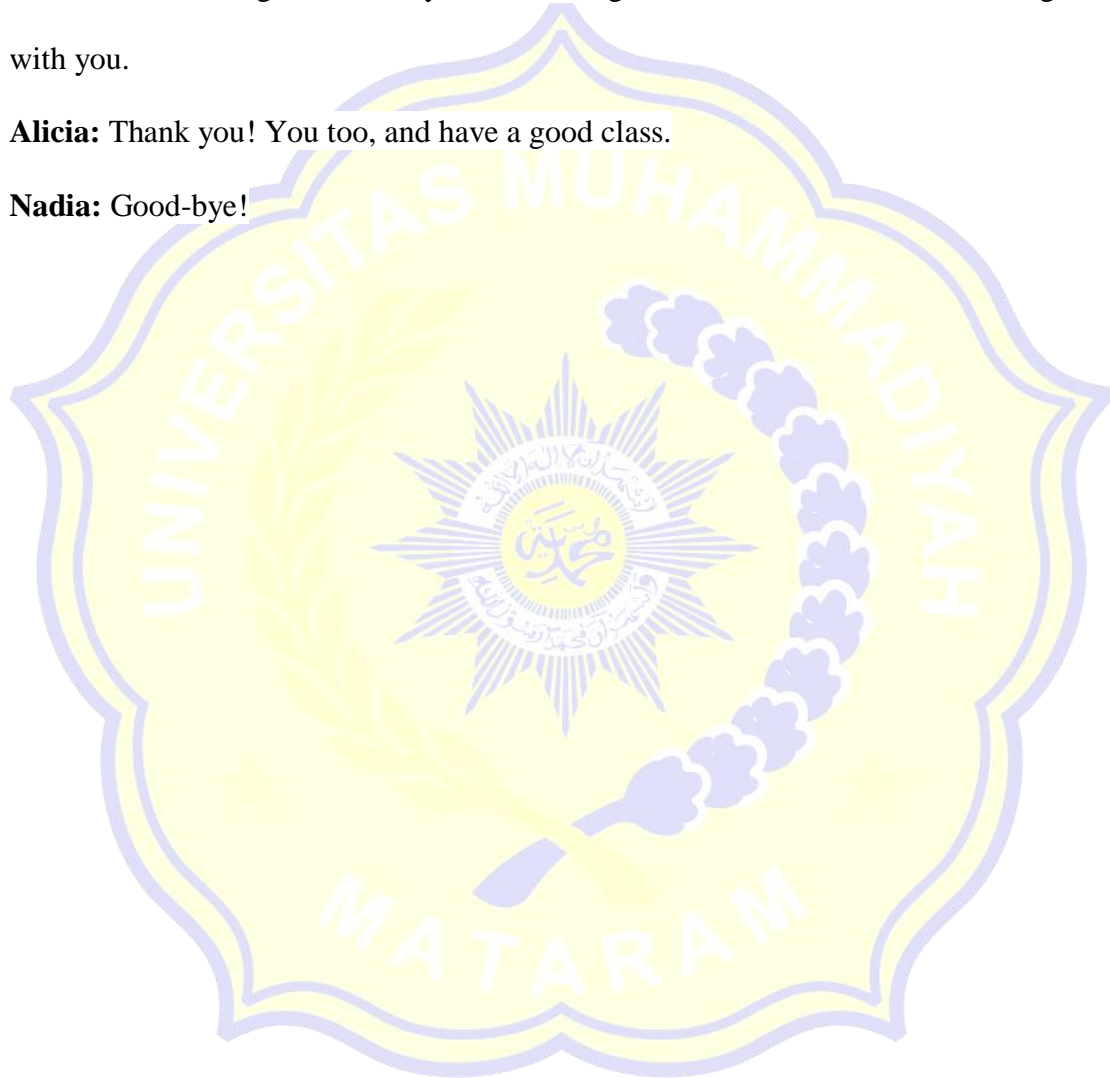 with you.
Alicia: Thank you! You too, and have a good class.
Nadia: Good-bye!
UNIVERSITAS MUHAMMADIYAH
MATARAM